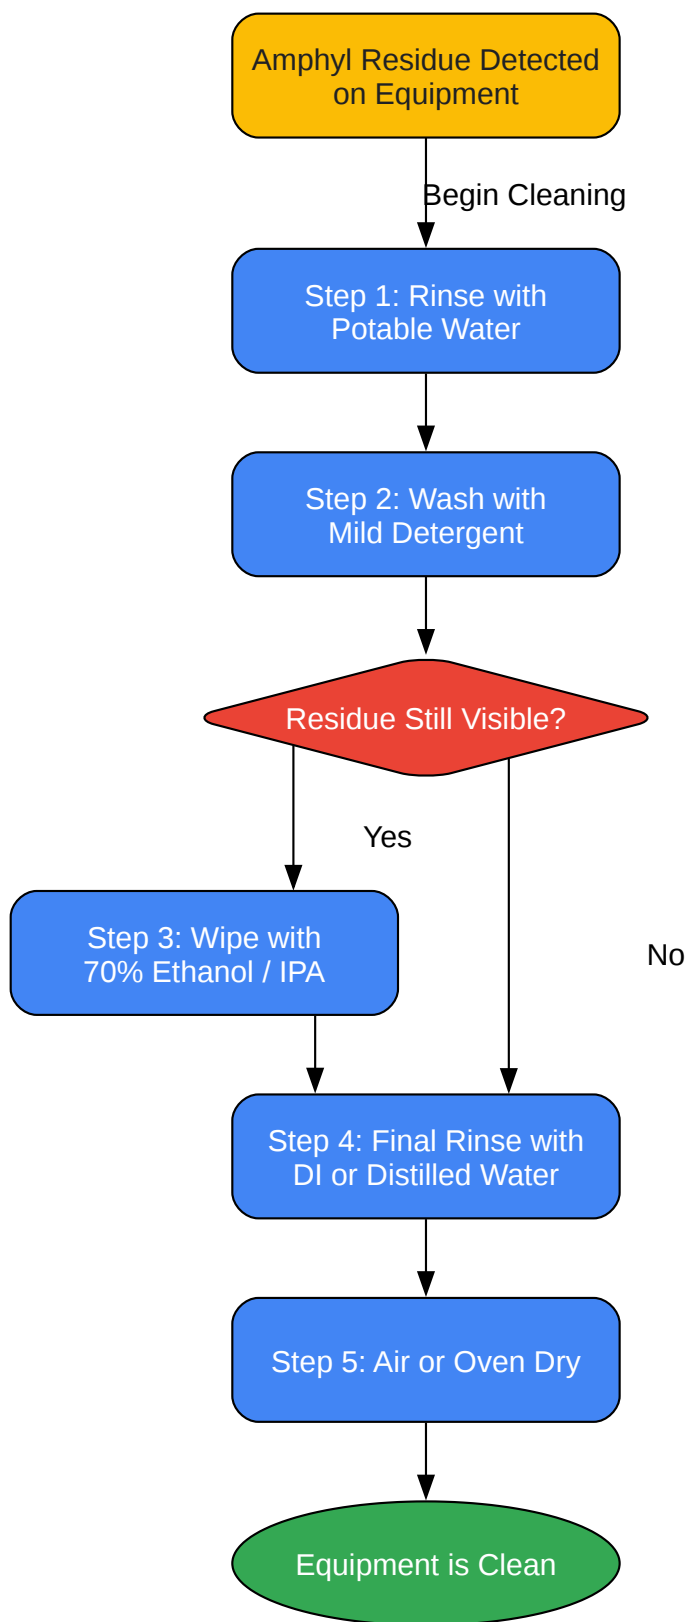 Amphyl Residue Detected
on Equipment
Begin Cleaning
Step 1: Rinse with
Potable Water
Step 2: Wash with
Mild Detergent
Residue Still Visible?
Yes
Step 3: Wipe with
70% Ethanol / IPA
No
Step 4: Final Rinse with
DI or Distilled Water
Step 5: Air or Oven Dry
Equipment is Clean